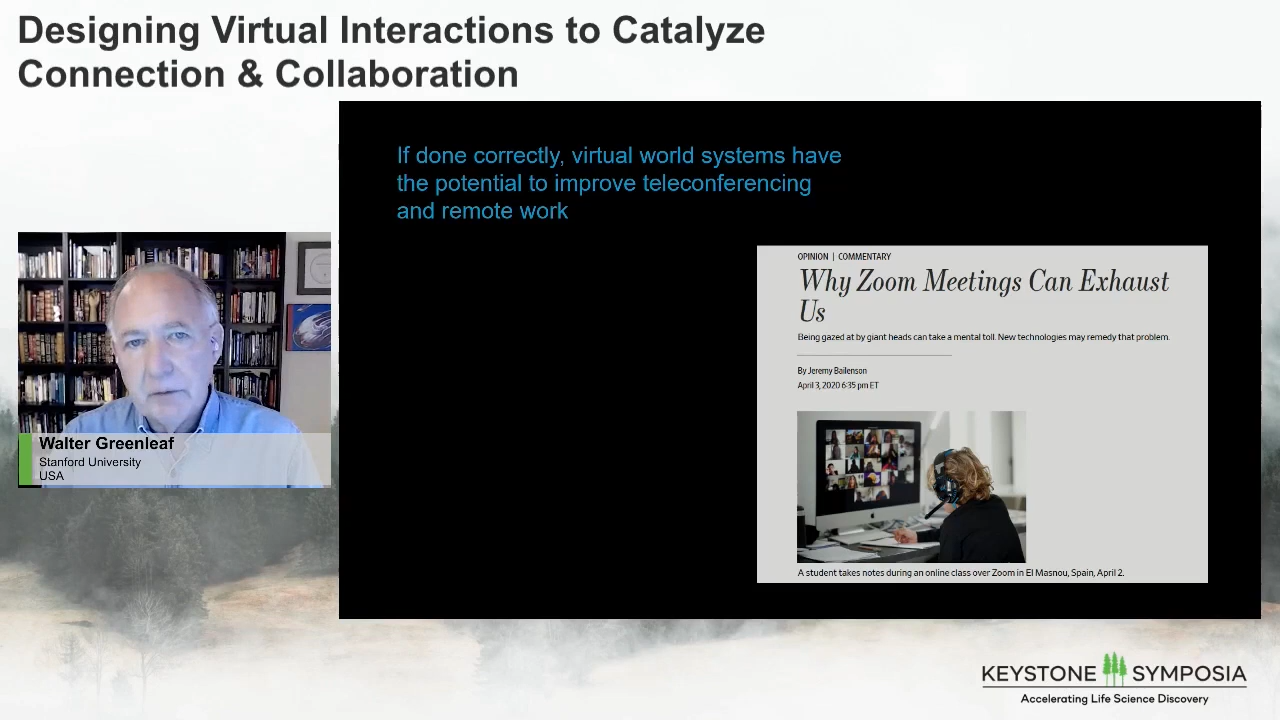 Designing Virtual Interactions to Catalyze
Connection & Collaboration
If done correctly, virtual world systems have
the potential to improve teleconferencing
and remote work
OPINION | COMMENTARY
Why Zoom Meetings Can Exhaust
Us
Being gazed at by giant heads can take a mental toll. New technologies may remedy that problem.
By Jeremy Bailenson
April 3, 2020 6:35 pm ET
A student takes notes during an online class over Zoom in El Masnou, Spain, April 2.
Walter Greenleaf
Stanford University
USA
KEYSTONE SYMPOSIA
Accelerating Life Science Discovery